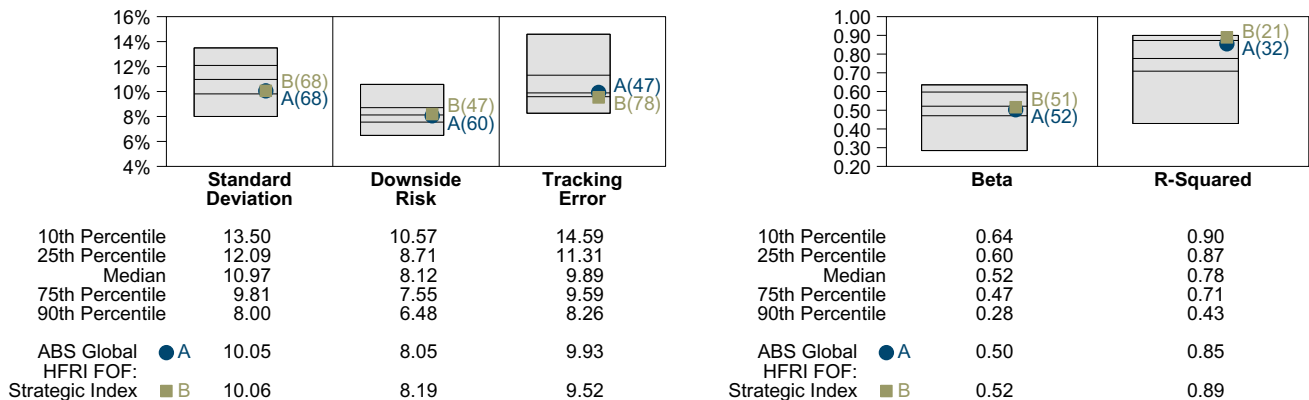 16%
14%
12%
10%
8%
6%
4%
B(68)
A(68)
B(47)
A(60)
A(47)
B(78)
Standard
Deviation
Downside
Risk
Tracking
Error
10th Percentile 13.50 10.57 14.59
25th Percentile 12.09 8.71 11.31
Median 10.97 8.12 9.89
75th Percentile 9.81 7.55 9.59
90th Percentile 8.00 6.48 8.26
ABS Global A 10.05 8.05 9.93
HFRI FOF:
Strategic Index B 10.06 8.19 9.52
1.00
0.90
0.80
0.70
0.60
0.50
0.40
0.30
0.20
B(51)
A(52)
B(21)
A(32)
Beta
R-Squared
10th Percentile 0.64 0.90
25th Percentile 0.60 0.87
Median 0.52 0.78
75th Percentile 0.47 0.71
90th Percentile 0.28 0.43
ABS Global A 0.50 0.85
HFRI FOF:
Strategic Index B 0.52 0.89